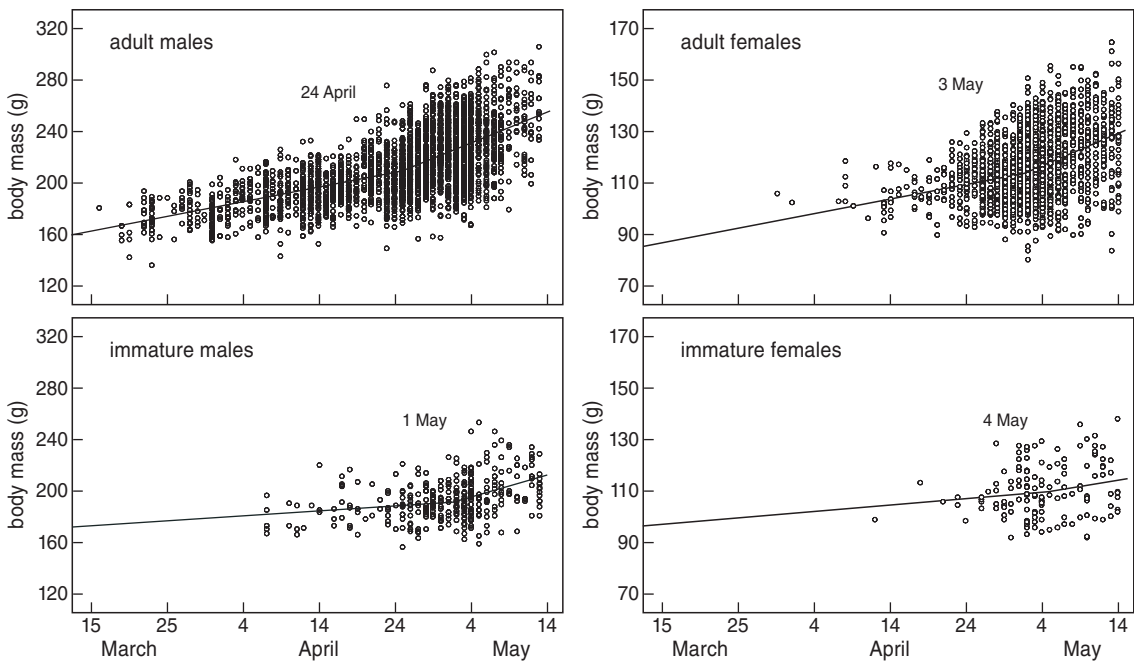 adult males
24 April
body mass (g)
320
280
240
200
160
120
adult females
3 May
body mass (g)
170
150
130
110
90
70
immature males
1 May
body mass (g)
320
280
240
200
160
120
15 25 4 14 24 4 14
March April May
immature females
4 May
body mass (g)
170
150
130
110
90
70
15 25 4 14 24 4 14
March April May